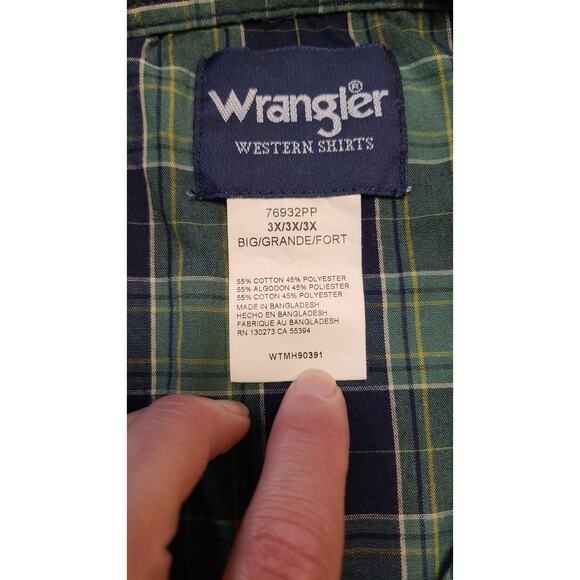 Wrangler®
WESTERN SHIRTS
76932PP
3X/3X/3X
BIG/GRANDE/FORT
55% COTTON 45% POLYESTER
55% ALGODON 45% POLIESTER
55% COTON 45% POLYESTER
MADE IN BANGLADESH
HECHO EN BANGLADESH
FABRIQUE AU BANGLADESH
RN 130273 CA 55394
WTMH90391